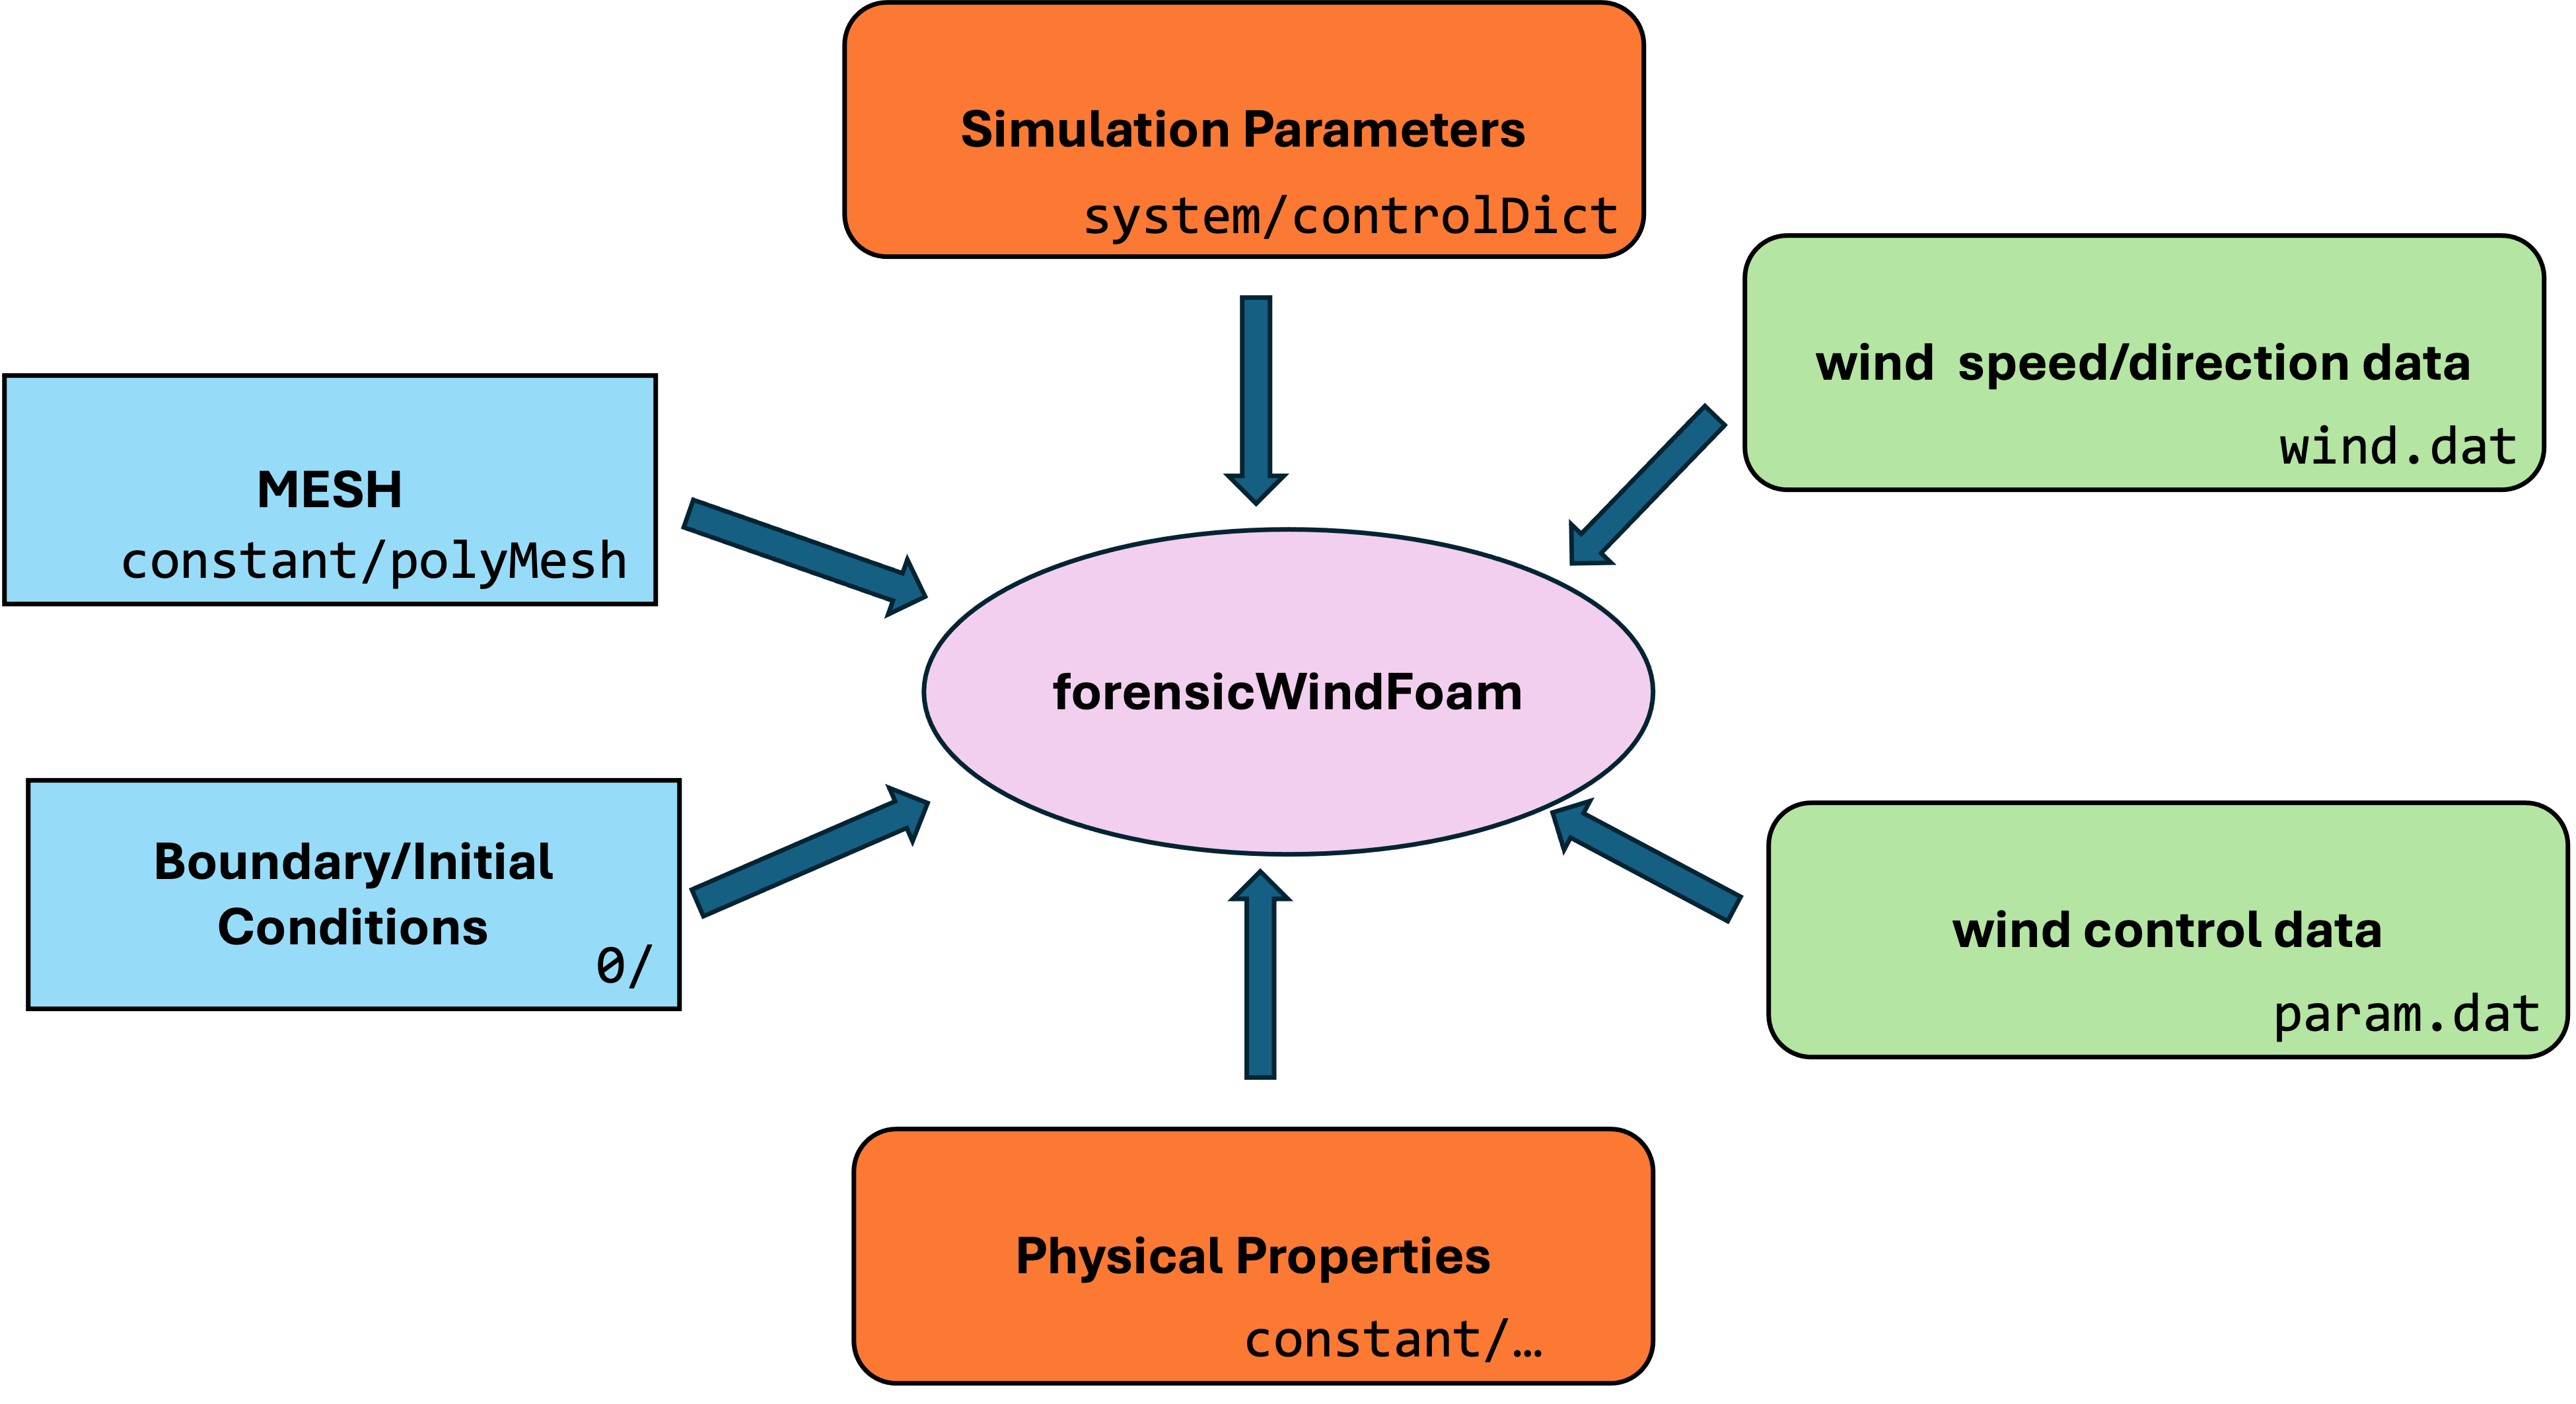 Simulation Parameters
system/controlDict
wind  speed/direction data
wind.dat
MESH
constant/polyMesh
forensicWindFoam
Boundary/Initial
Conditions
0/
wind control data
param.dat
Physical Properties
constant/…